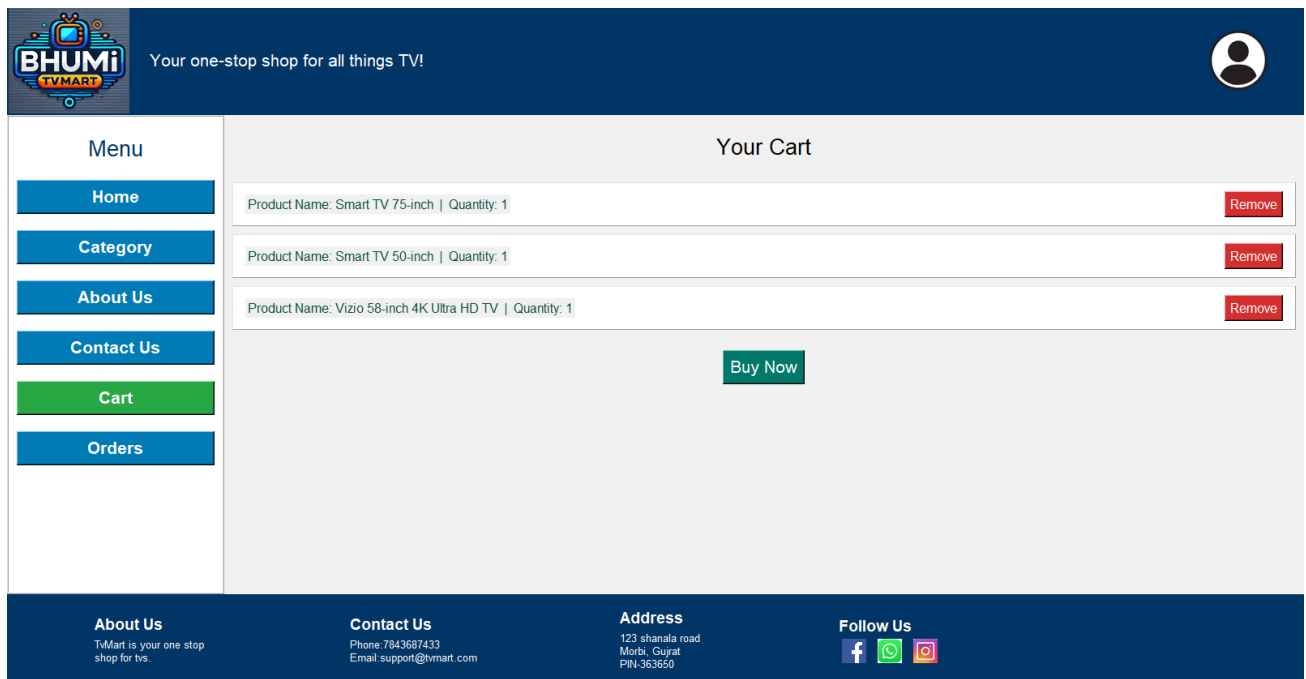 BHUMi
TVMART
Your one-stop shop for all things TV!
Menu
Home
Category
About Us
Contact Us
Cart
Orders
Your Cart
Product Name: Smart TV 75-inch | Quantity: 1
Remove
Product Name: Smart TV 50-inch | Quantity: 1
Remove
Product Name: Vizio 58-inch 4K Ultra HD TV | Quantity: 1
Remove
Buy Now
About Us
TvMart is your one stop
shop for tvs.
Contact Us
Phone:7843687433
Email:support@tvmart.com
Address
123 shanala road
Morbi, Gujrat
PIN-363650
Follow Us